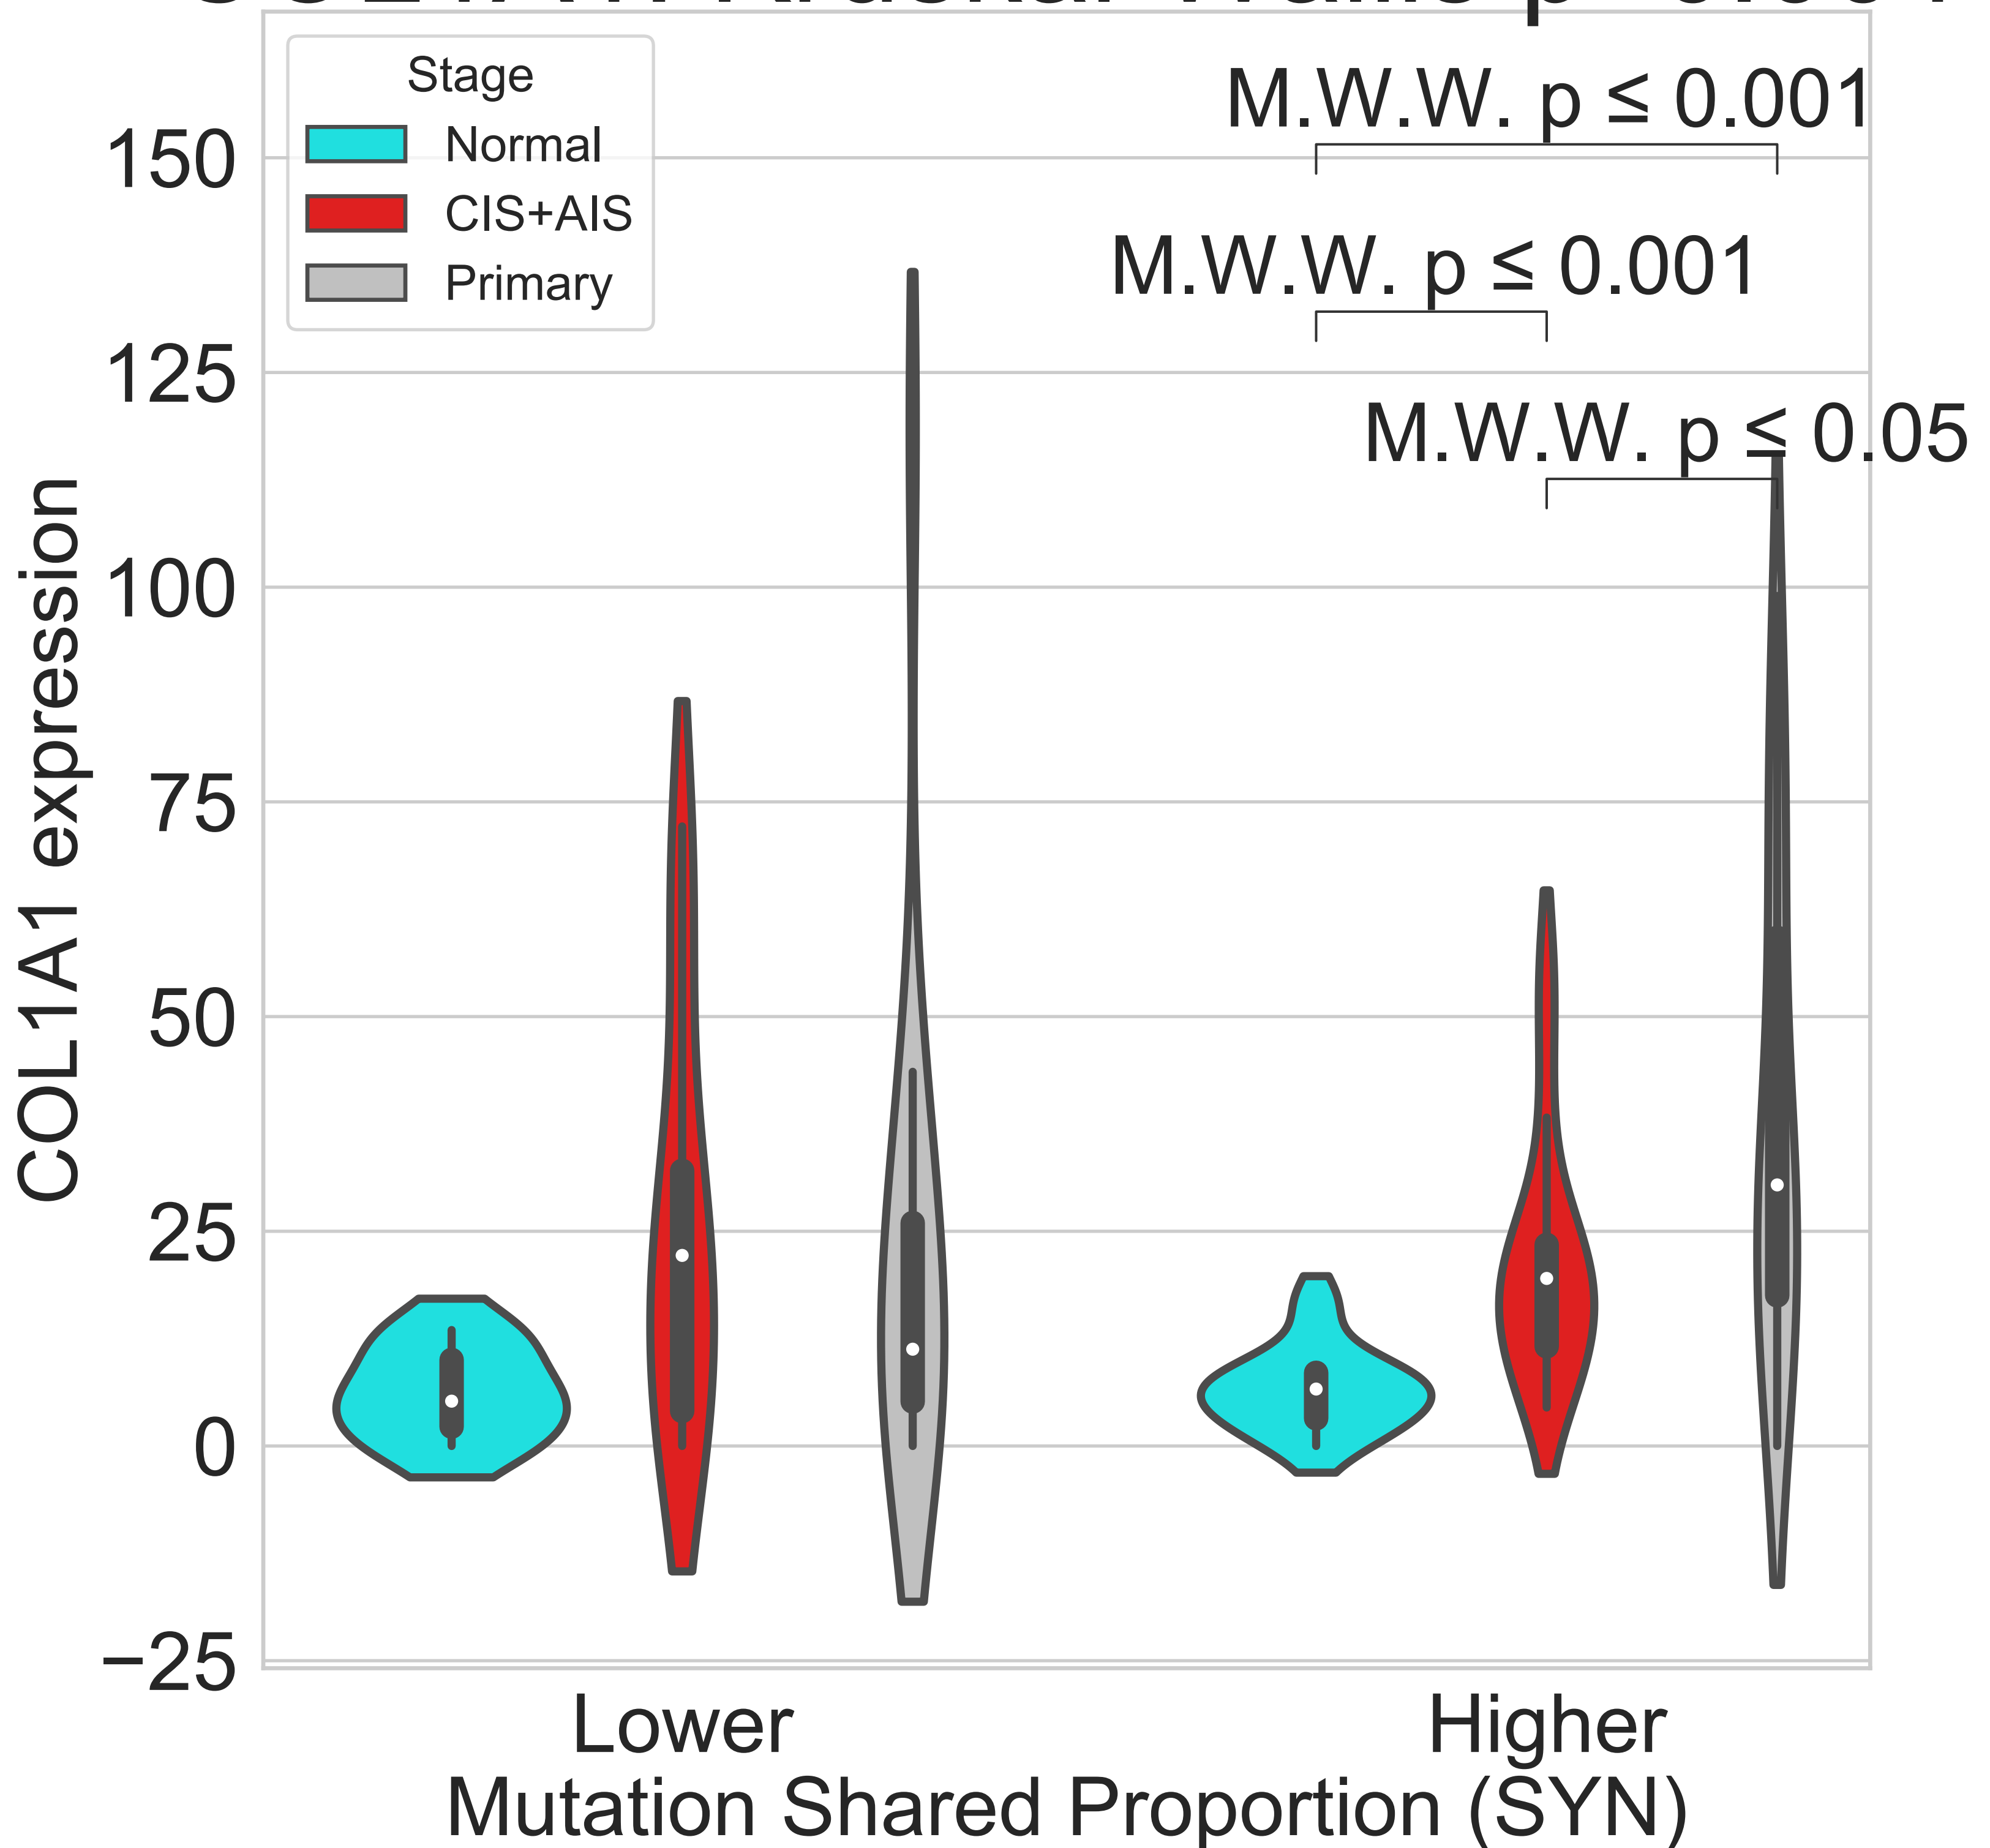 Stage
Normal
CIS+AIS
Primary
M.W.W. p ≤ 0.001
M.W.W. p ≤ 0.001
M.W.W. p ≤ 0.05
150
125
100
75
50
25
0
−25
COL1A1 expression
Lower
Higher
Mutation Shared Proportion (SYN)